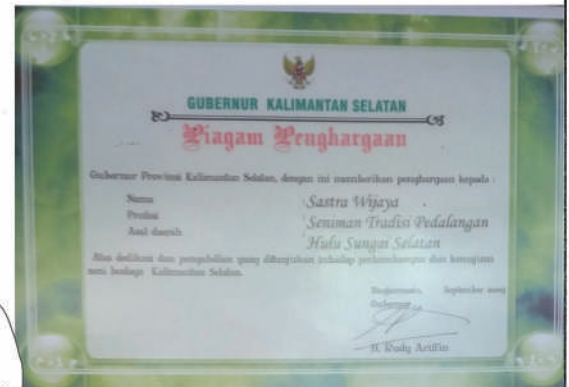 GUBERNUR KALIMANTAN SELATAN
Piagam Penghargaan
Gubernur Provinsi Kalimantan Selatan, dengan ini memberikan penghargaan kepada :
Nama : Sastra Wijaya
Profesi : Seniman Tradisi Pedalangan
Asal daerah : Hulu Sungai Selatan
Atas dedikasi dan pengabdian yang ditunjukan terhadap perkembangan dan kemajuan
seni budaya Kalimantan Selatan.
Banjarmasin, September 2009
Gubernur
H. Rudy Ariffin